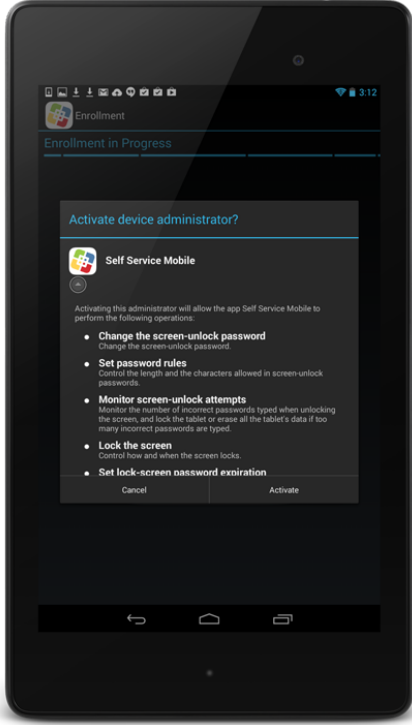 3:12
Enrollment
Enrollment in Progress
Activate device administrator?
Self Service Mobile
Activating this administrator will allow the app Self Service Mobile to
perform the following operations:
● Change the screen-unlock password
Change the screen-unlock password.
● Set password rules
Control the length and the characters allowed in screen-unlock
passwords.
● Monitor screen-unlock attempts
Monitor the number of incorrect passwords typed when unlocking
the screen, and lock the tablet or erase all the tablet's data if too
many incorrect passwords are typed.
● Lock the screen
Control how and when the screen locks.
● Set lock-screen password expiration
Cancel Activate